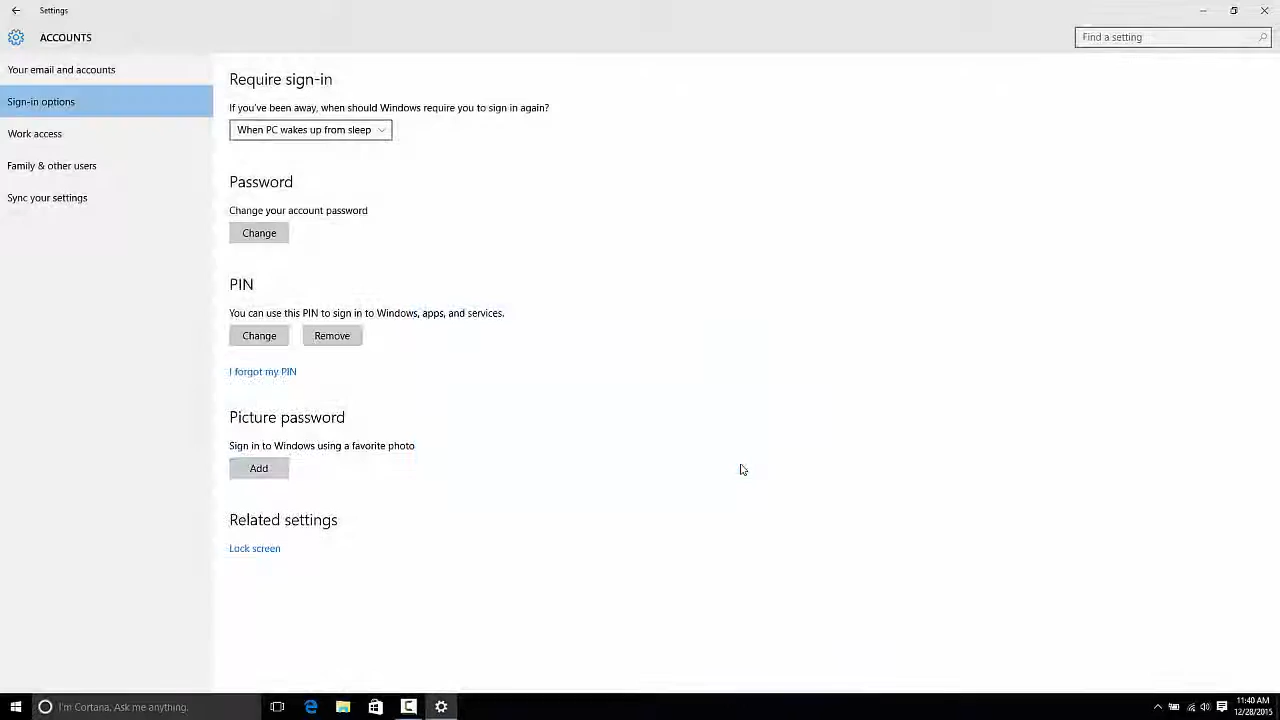 Settings
ACCOUNTS
Find a setting
Your email and accounts
Sign-in options
Work access
Family & other users
Sync your settings
Require sign-in
If you've been away, when should Windows require you to sign in again?
When PC wakes up from sleep
Password
Change your account password
Change
PIN
You can use this PIN to sign in to Windows, apps, and services.
Change Remove
I forgot my PIN
Picture password
Sign in to Windows using a favorite photo
Add
Related settings
Lock screen
I'm Cortana. Ask me anything.
11:40 AM
12/28/2015